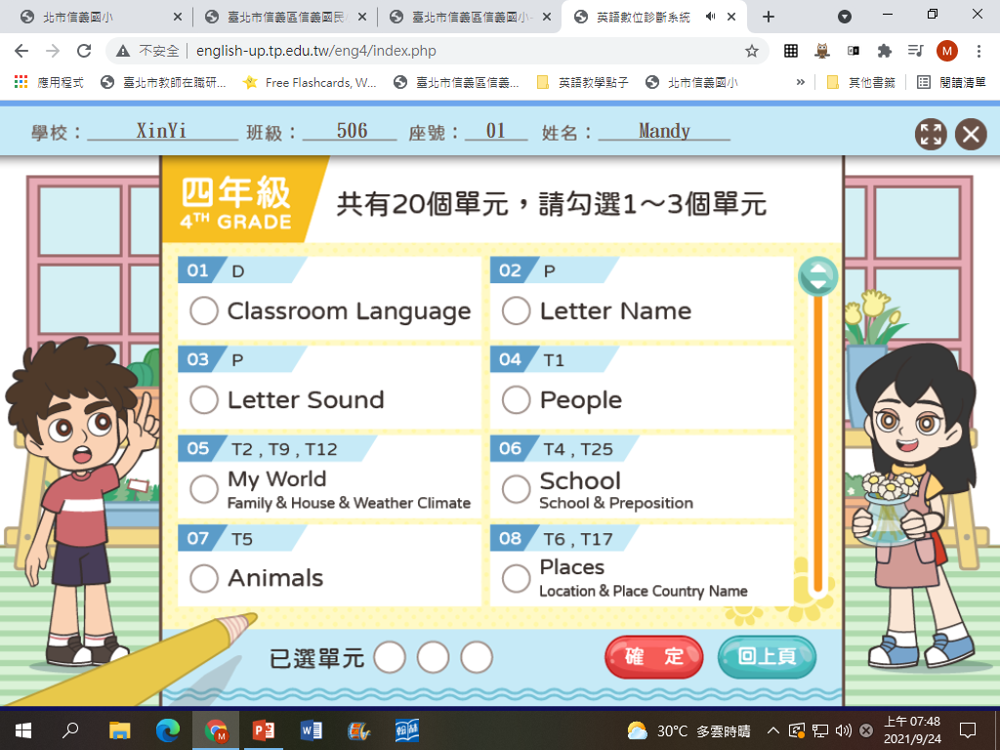 北市信義國小
臺北市信義區信義國民
臺北市信義區信義國小-
英語數位診斷系統
不安全
english-up.tp.edu.tw/eng4/index.php
M
應用程式
臺北市教師在職研...
Free Flashcards, W...
臺北市信義區信義...
英語教學點子
北市信義國小
»
其他書籤
閱讀清單
學校：XinYi 班級：506 座號：01 姓名：Mandy
四年級
4TH GRADE
共有20個單元，請勾選1～3個單元
01 D
Classroom Language
02 P
Letter Name
03 P
Letter Sound
04 T1
People
05 T2 , T9 , T12
My World
Family & House & Weather Climate
06 T4 , T25
School
School & Preposition
07 T5
Animals
08 T6 , T17
Places
Location & Place Country Name
已選單元
確 定
回上頁
30°C 多雲時晴
上午 07:48
2021/9/24